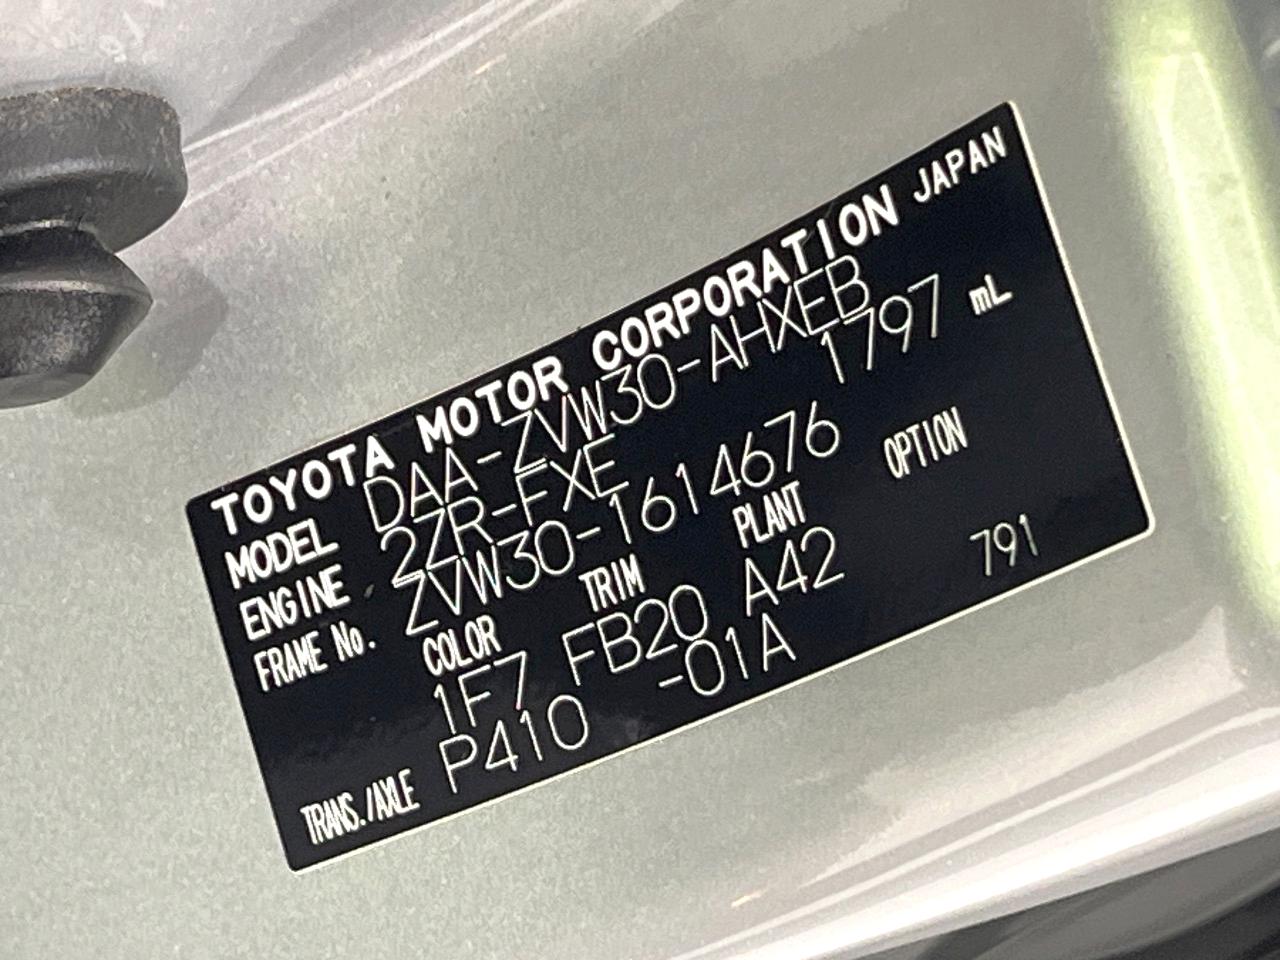 TOYOTA MOTOR CORPORATION JAPAN
MODEL DAA-ZVW30-AHXEB
ENGINE 2ZR-FXE 1797 mL
FRAME No. ZVW30-1614676
COLOR TRIM PLANT OPTION
1F7 FB20 A42 791
TRANS./AXLE P410 -01A